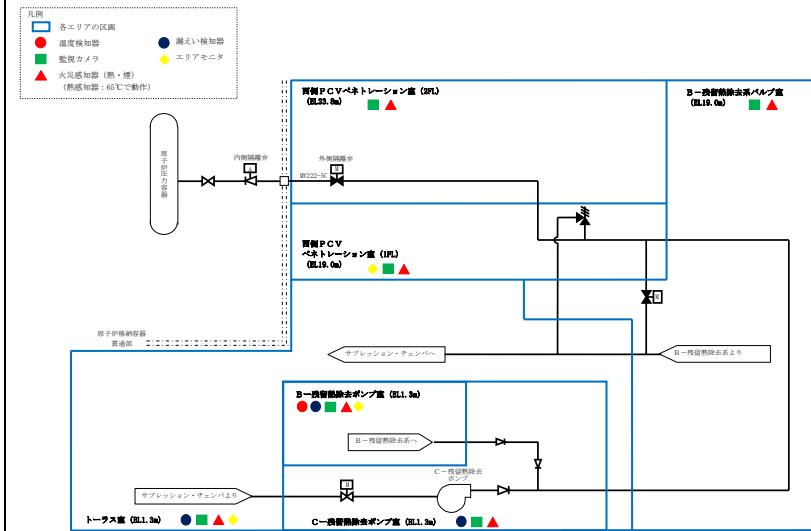 凡例
各エリアの区画
温度検知器
漏えい検知器
監視カメラ
エリアモニタ
火災感知器（熱・煙）
（熱感知器：65℃で動作）
西側ＰＣＶペネトレーション室（2FL）
（EL23.8m）
Ｂ－残留熱除去系バルブ室
（EL19.0m）
原子炉圧力容器
内側隔離弁
外側隔離弁
A
M
MV222-5C
西側ＰＣＶ
ペネトレーション室（1FL）
（EL19.0m）
M
原子炉格納容器
貫通部
サプレッション・チェンバへ
Ｂ－残留熱除去系より
Ｂ－残留熱除去ポンプ室（EL1.3m）
Ｂ－残留熱除去系へ
Ｃ－残留熱除去
ポンプ
サプレッション・チェンバより
M
トーラス室（EL1.3m）
Ｃ－残留熱除去ポンプ室（EL1.3m）